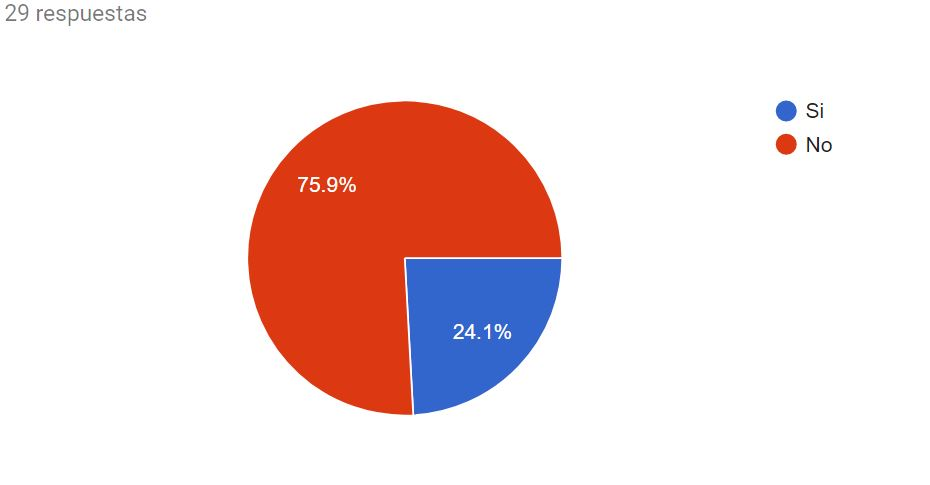 29 respuestas
Si
No
75.9%
24.1%